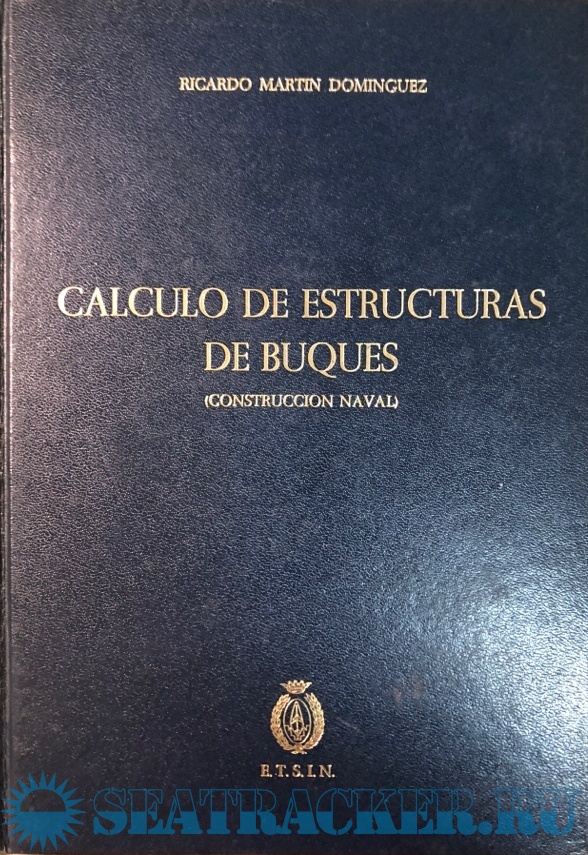 RICARDO MARTIN DOMINGUEZ
CALCULO DE ESTRUCTURAS
DE BUQUES
(CONSTRUCCION NAVAL)
E.T.S.I.N.
SEATRACKER.RU